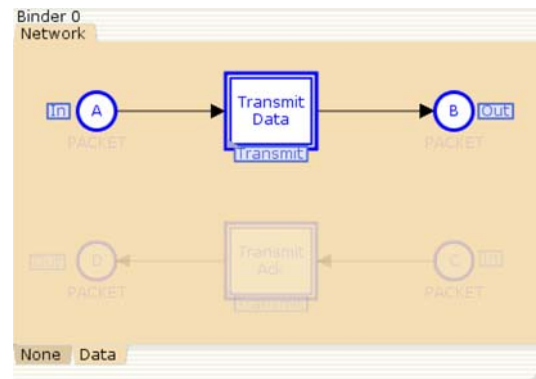 Binder 0
Network
In A Transmit Data B Out
PACKET Transmit PACKET
D Transmit Ack C In
PACKET PACKET
None Data